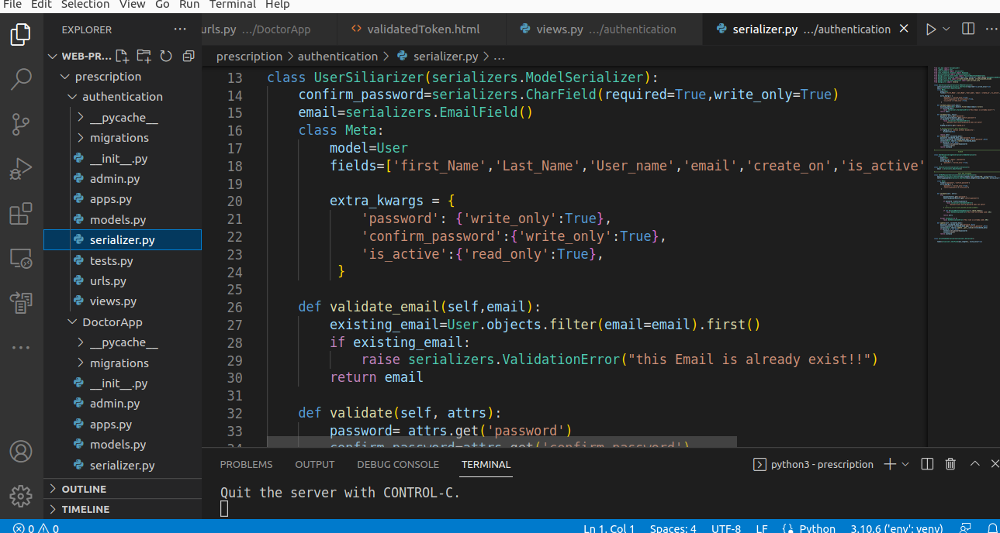 File Edit Selection View Go Run Terminal Help
EXPLORER
urls.py .../DoctorApp
validatedToken.html
views.py .../authentication
serializer.py .../authentication
WEB-PR...
prescription > authentication > serializer.py > ...
prescription
authentication
__pycache__
migrations
__init__.py
admin.py
apps.py
models.py
serializer.py
tests.py
urls.py
views.py
DoctorApp
__pycache__
migrations
__init__.py
admin.py
apps.py
models.py
serializer.py
OUTLINE
TIMELINE
13 class UserSiliarizer(serializers.ModelSerializer):
14 confirm_password=serializers.CharField(required=True,write_only=True)
15 email=serializers.EmailField()
16 class Meta:
17 model=User
18 fields=['first_Name','Last_Name','User_name','email','create_on','is_active'
19
20 extra_kwargs = {
21 'password': {'write_only':True},
22 'confirm_password':{'write_only':True},
23 'is_active':{'read_only':True},
24 }
25
26 def validate_email(self,email):
27 existing_email=User.objects.filter(email=email).first()
28 if existing_email:
29 raise serializers.ValidationError("this Email is already exist!!")
30 return email
31
32 def validate(self, attrs):
33 password= attrs.get('password')
34 confirm_password=attrs.get('confirm_password')
PROBLEMS OUTPUT DEBUG CONSOLE TERMINAL
python3 - prescription
Quit the server with CONTROL-C.
0 0
Ln 1, Col 1 Spaces: 4 UTF-8 LF Python 3.10.6 ('env': venv)